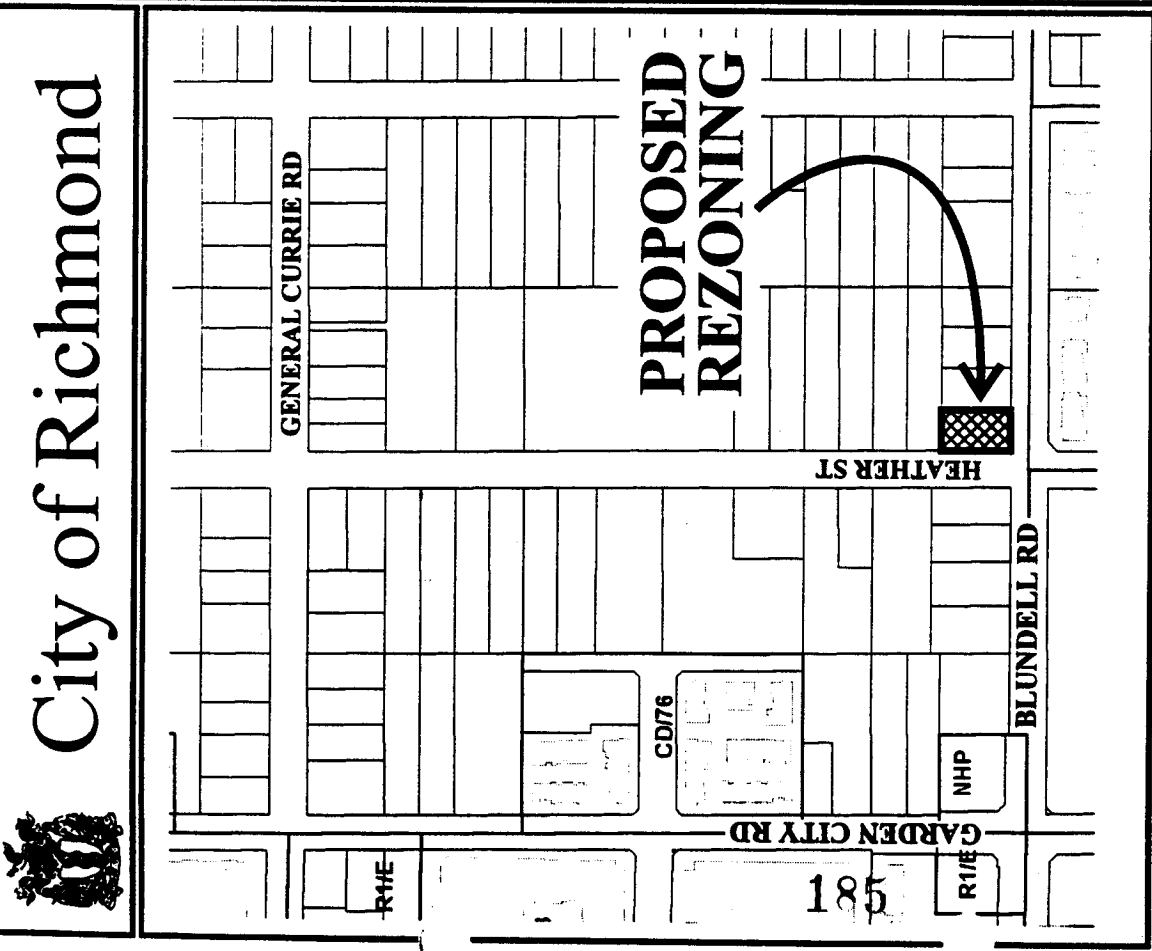 City of Richmond
GENERAL CURRIE RD
PROPOSED
REZONING
HEATHER ST
BLUNDELL RD
CD/76
NHP
GARDEN CITY RD
R1/E
R1/E
185